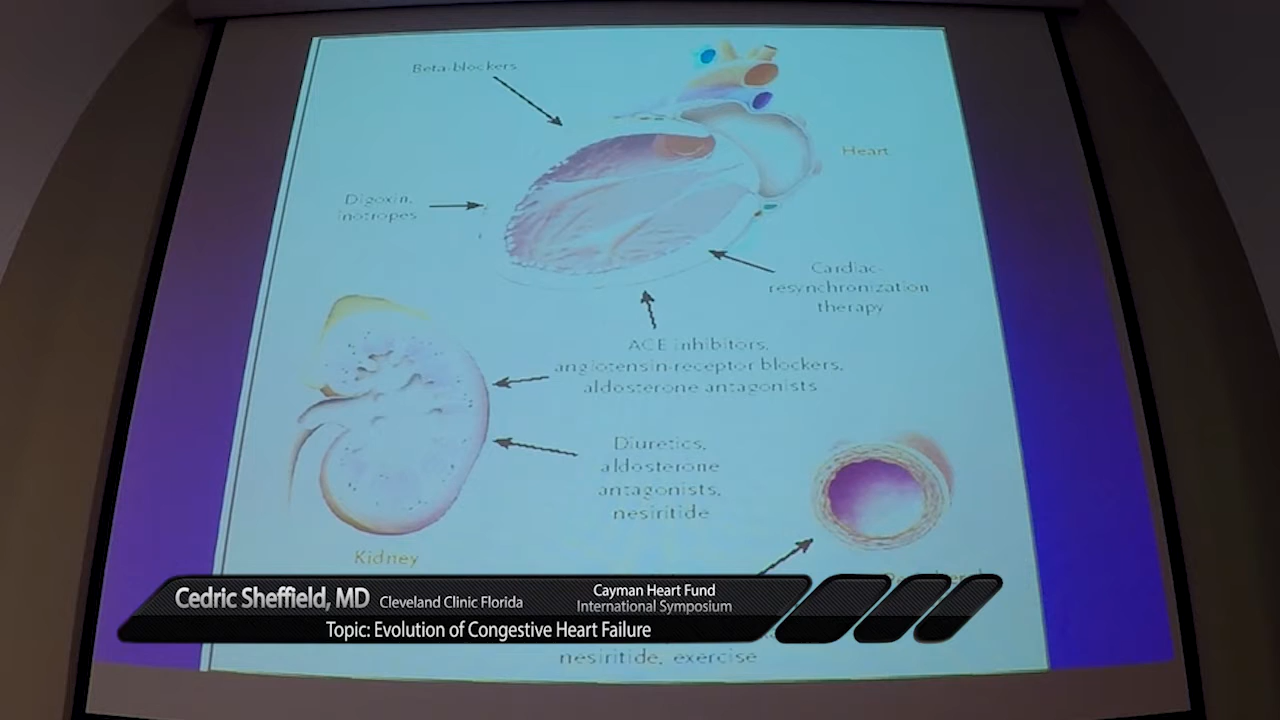 Beta-blockers
Heart
Digoxin,
inotropes
Cardiac-
resynchronization
therapy
ACE inhibitors,
angiotensin-receptor blockers,
aldosterone antagonists
Diuretics,
aldosterone
antagonists,
nesiritide
Kidney
Cedric Sheffield, MD Cleveland Clinic Florida
Cayman Heart Fund
International Symposium
Topic: Evolution of Congestive Heart Failure
nesiritide, exercise